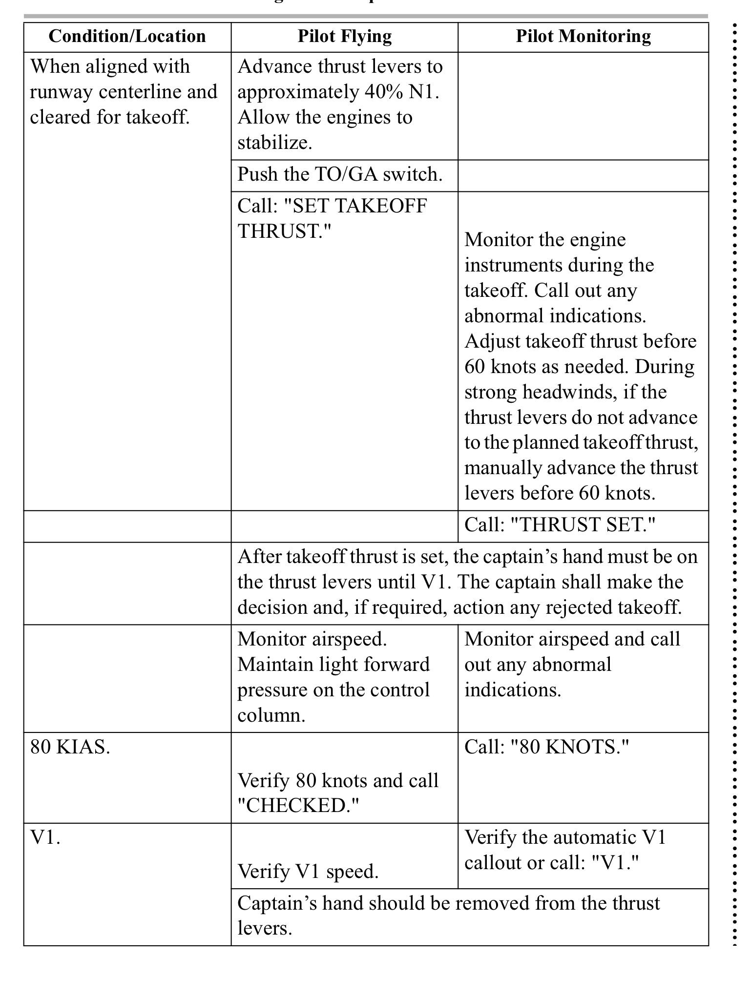 Condition/Location
Pilot Flying
Pilot Monitoring
When aligned with
runway centerline and
cleared for takeoff.
Advance thrust levers to
approximately 40% N1.
Allow the engines to
stabilize.
Push the TO/GA switch.
Call: "SET TAKEOFF
THRUST."
Monitor the engine
instruments during the
takeoff. Call out any
abnormal indications.
Adjust takeoff thrust before
60 knots as needed. During
strong headwinds, if the
thrust levers do not advance
to the planned takeoff thrust,
manually advance the thrust
levers before 60 knots.
Call: "THRUST SET."
After takeoff thrust is set, the captain’s hand must be on
the thrust levers until V1. The captain shall make the
decision and, if required, action any rejected takeoff.
Monitor airspeed.
Maintain light forward
pressure on the control
column.
Monitor airspeed and call
out any abnormal
indications.
80 KIAS.
Call: "80 KNOTS."
Verify 80 knots and call
"CHECKED."
V1.
Verify the automatic V1
callout or call: "V1."
Verify V1 speed.
Captain’s hand should be removed from the thrust
levers.